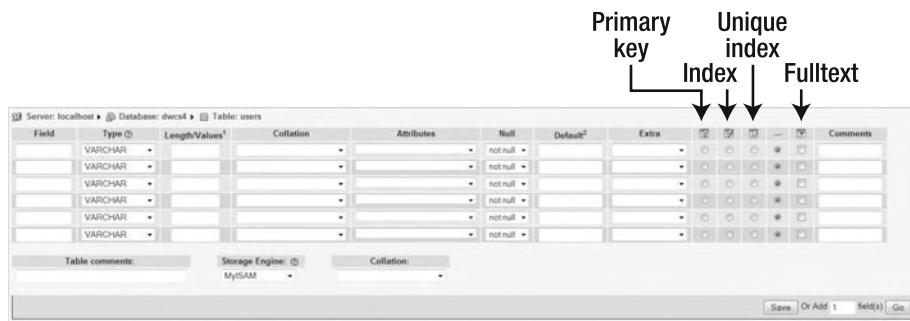 Primary key
Unique index
Index
Fulltext
Server: localhost Database: dwcs4 Table: users
Field Type Length/Values1 Collation Attributes Null Default2 Extra — Comments
VARCHAR not null
VARCHAR not null
VARCHAR not null
VARCHAR not null
VARCHAR not null
VARCHAR not null
Table comments: Storage Engine: Collation:
MyISAM
Save Or Add 1 field(s) Go